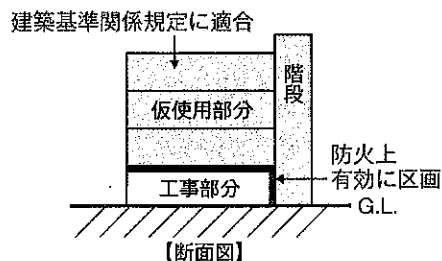 建築基準関係規定に適合
階段
仮使用部分
工事部分
防火上
有効に区画
G.L.
【断面図】